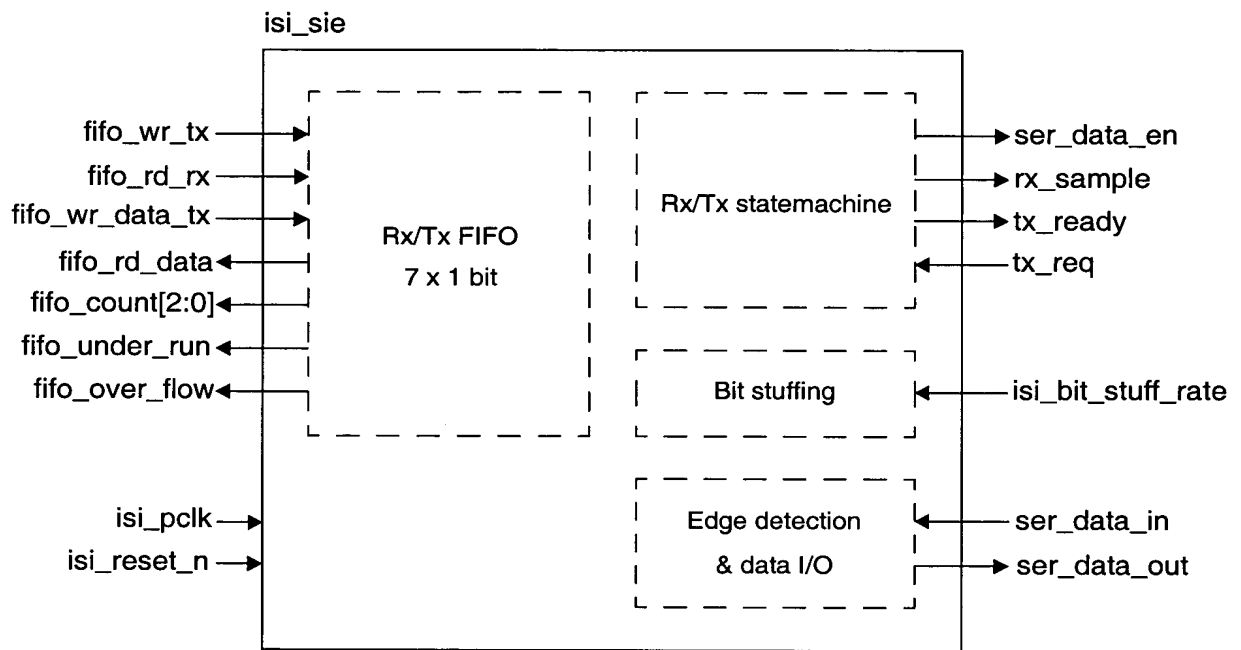 isi_sie
fifo_wr_tx
fifo_rd_rx
fifo_wr_data_tx
fifo_rd_data
fifo_count[2:0]
fifo_under_run
fifo_over_flow
isi_pclk
isi_reset_n
Rx/Tx FIFO
7 x 1 bit
Rx/Tx statemachine
Bit stuffing
Edge detection
& data I/O
ser_data_en
rx_sample
tx_ready
tx_req
isi_bit_stuff_rate
ser_data_in
ser_data_out